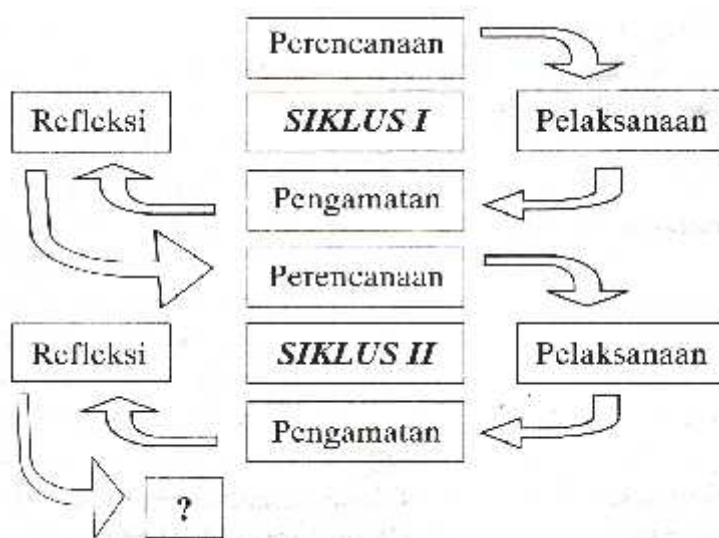 Perencanaan
Refleksi
SIKLUS I
Pelaksanaan
Pengamatan
Perencanaan
Refleksi
SIKLUS II
Pelaksanaan
Pengamatan
?